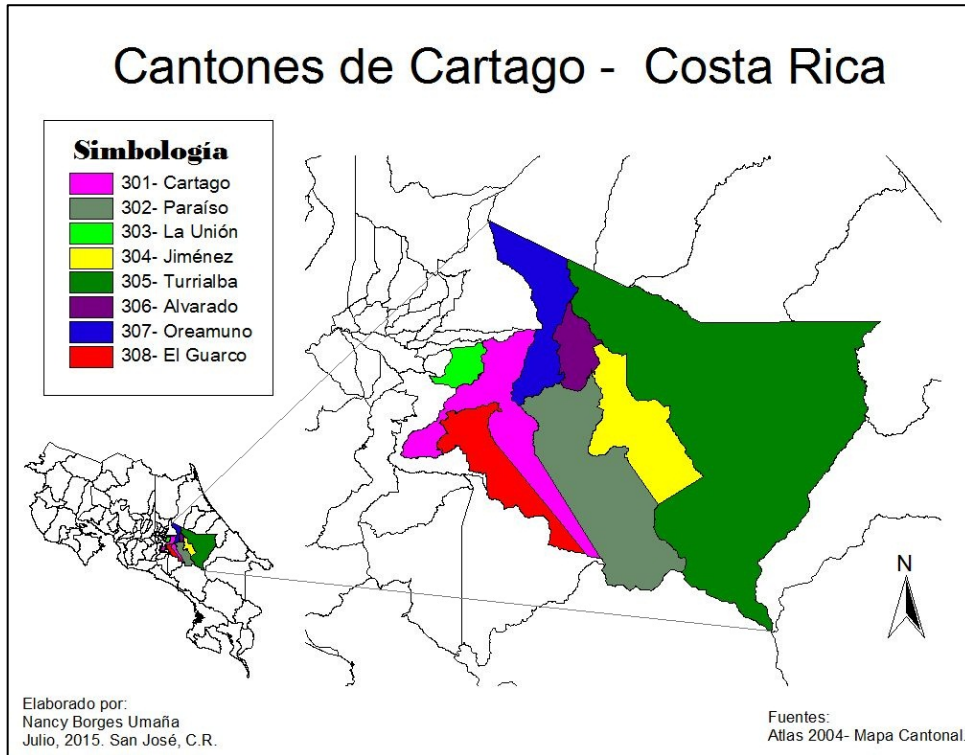 Cantones de Cartago - Costa Rica
Simbología
301- Cartago
302- Paraíso
303- La Unión
304- Jiménez
305- Turrialba
306- Alvarado
307- Oreamuno
308- El Guarco
N
Elaborado por:
Nancy Borges Umaña
Julio, 2015. San José, C.R.
Fuentes:
Atlas 2004- Mapa Cantonal.